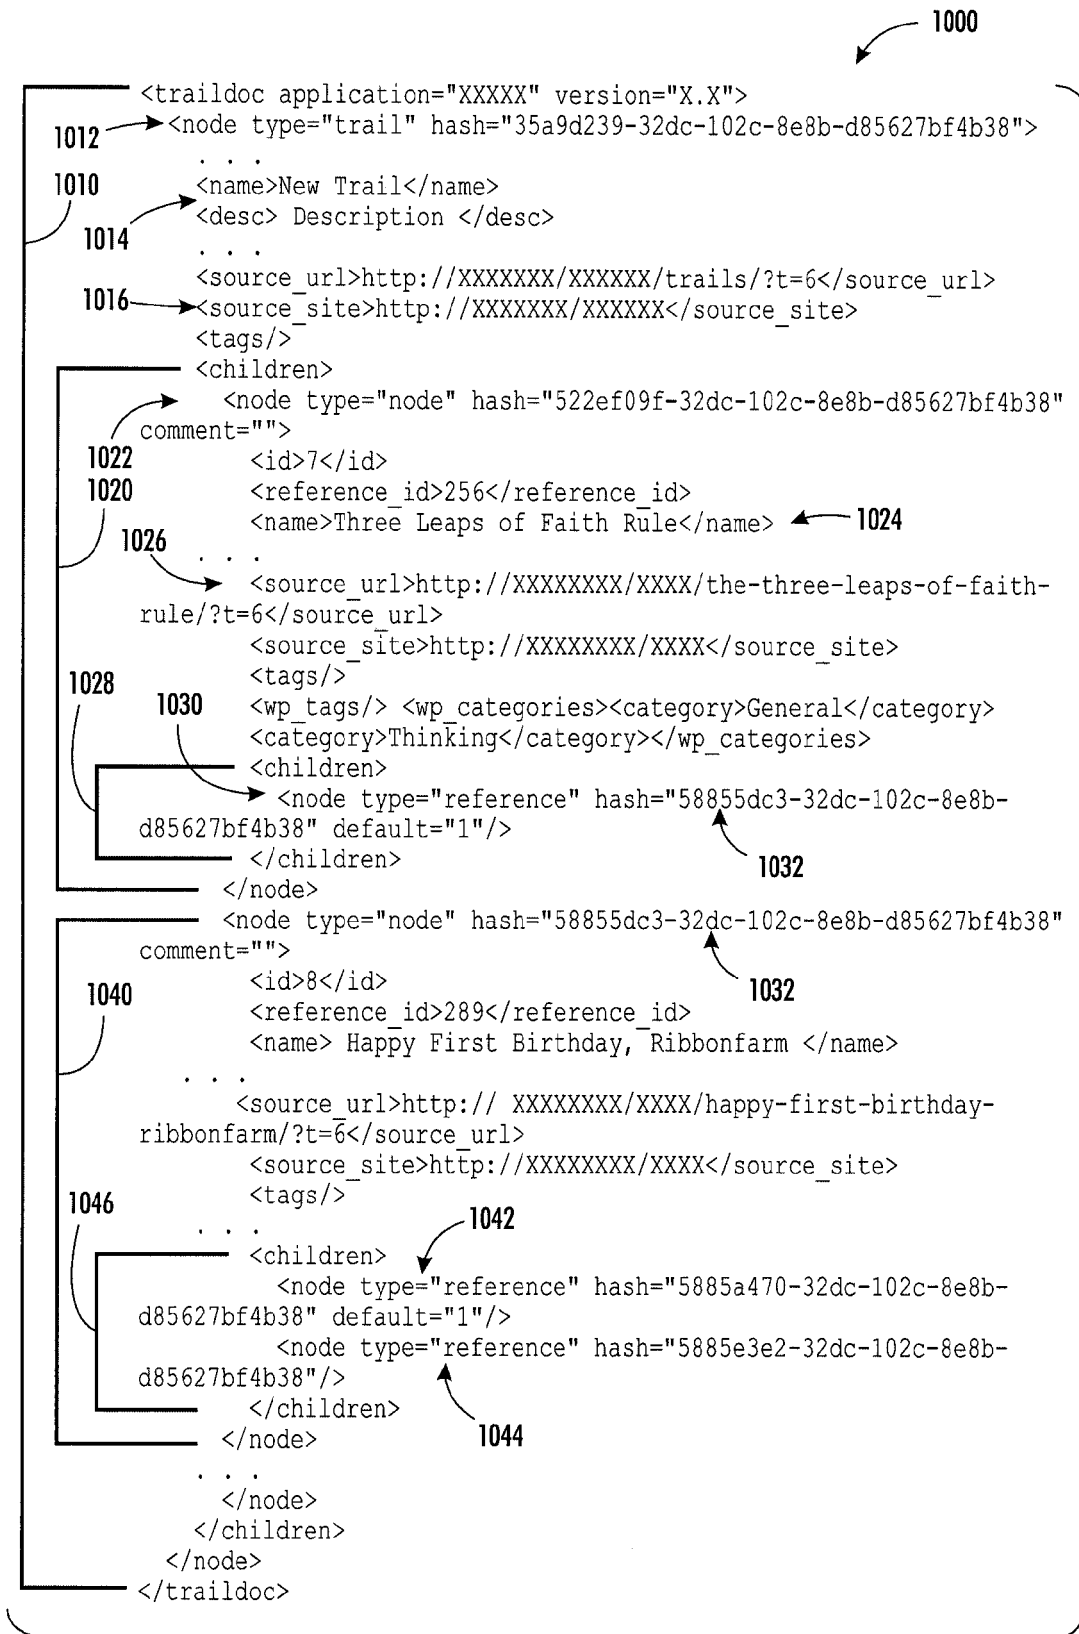 1000
<traildoc application="XXXXX" version="X.X">
1012 <node type="trail" hash="35a9d239-32dc-102c-8e8b-d85627bf4b38">
. . .
1010 <name>New Trail</name>
<desc> Description </desc>
1014
. . .
<source_url>http://XXXXXXX/XXXXXX/trails/?t=6</source_url>
1016 <source_site>http://XXXXXXX/XXXXXX</source_site>
<tags/>
<children>
<node type="node" hash="522ef09f-32dc-102c-8e8b-d85627bf4b38"
comment="">
1022 <id>7</id>
1020 <reference_id>256</reference_id>
<name>Three Leaps of Faith Rule</name> 1024
1026
. . .
<source_url>http://XXXXXXXX/XXXX/the-three-leaps-of-faith-
rule/?t=6</source_url>
<source_site>http://XXXXXXXX/XXXX</source_site>
1028 <tags/>
1030 <wp_tags/> <wp_categories><category>General</category>
<category>Thinking</category></wp_categories>
<children>
<node type="reference" hash="58855dc3-32dc-102c-8e8b-
d85627bf4b38" default="1"/>
</children> 1032
</node>
<node type="node" hash="58855dc3-32dc-102c-8e8b-d85627bf4b38"
comment="">
<id>8</id> 1032
1040 <reference_id>289</reference_id>
<name> Happy First Birthday, Ribbonfarm </name>
. . .
<source_url>http:// XXXXXXXX/XXXX/happy-first-birthday-
ribbonfarm/?t=6</source_url>
<source_site>http://XXXXXXXX/XXXX</source_site>
1046 <tags/>
1042
. . .
<children>
<node type="reference" hash="5885a470-32dc-102c-8e8b-
d85627bf4b38" default="1"/>
<node type="reference" hash="5885e3e2-32dc-102c-8e8b-
d85627bf4b38"/>
</children>
</node> 1044
. . .
</node>
</children>
</node>
</traildoc>